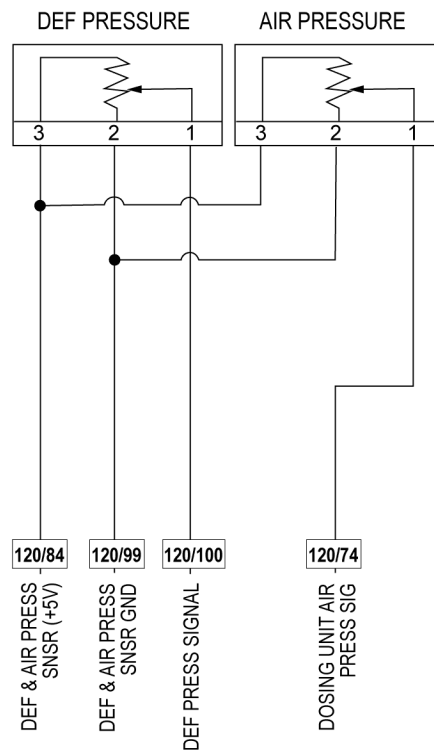 DEF PRESSURE
AIR PRESSURE
3 2 1
3 2 1
120/84
120/99
120/100
120/74
DEF & AIR PRESS
SNSR (+5V)
DEF & AIR PRESS
SNSR GND
DEF PRESS SIGNAL
DOSING UNIT AIR
PRESS SIG